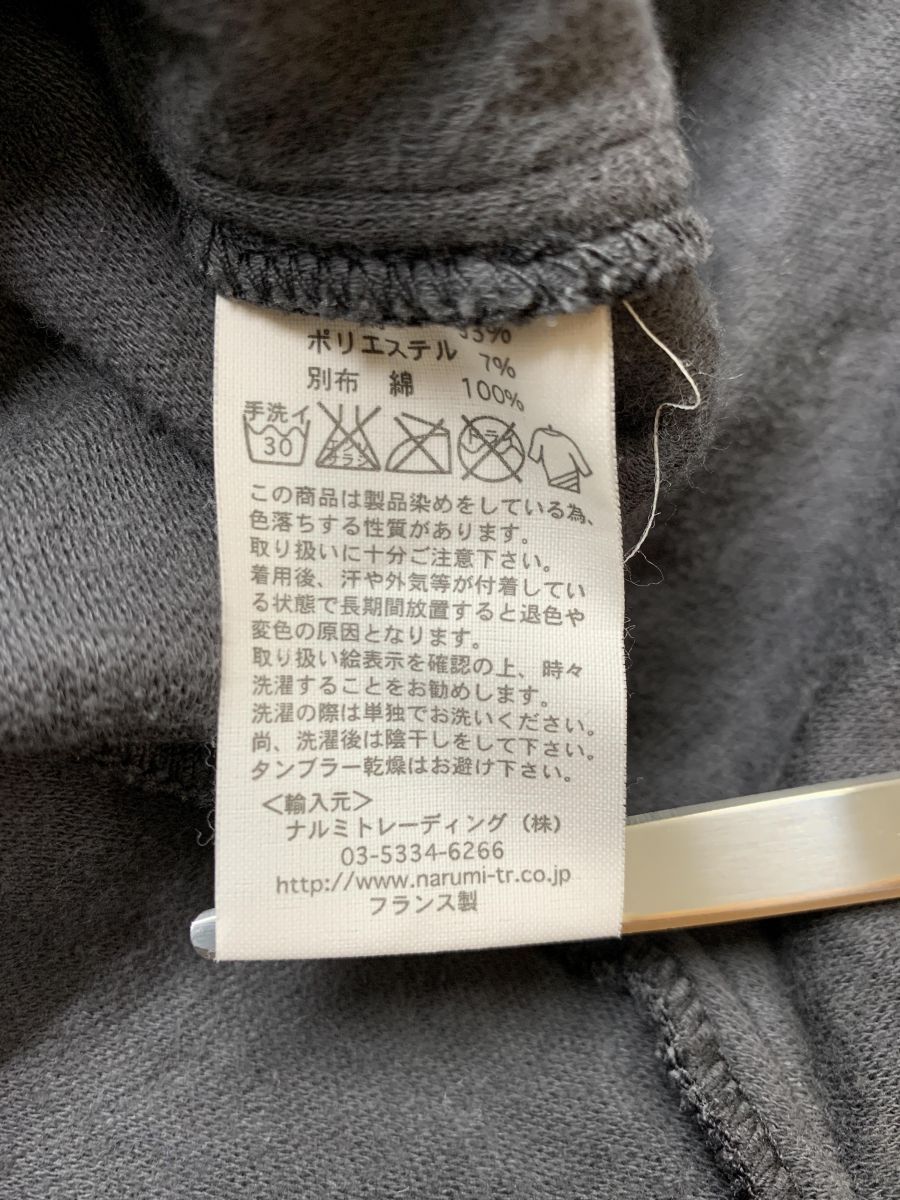 ポリエステル 7%
別布 綿 100%
手洗イ
30
この商品は製品染めをしている為、
色落ちする性質があります。
取り扱いに十分ご注意下さい。
着用後、汗や外気等が付着してい
る状態で長期間放置すると退色や
変色の原因となります。
取り扱い絵表示を確認の上、時々
洗濯することをお勧めします。
洗濯の際は単独でお洗いください。
尚、洗濯後は陰干しをして下さい。
タンブラー乾燥はお避け下さい。
<輸入元>
ナルミトレーディング(株)
03-5334-6266
http://www.narumi-tr.co.jp
フランス製